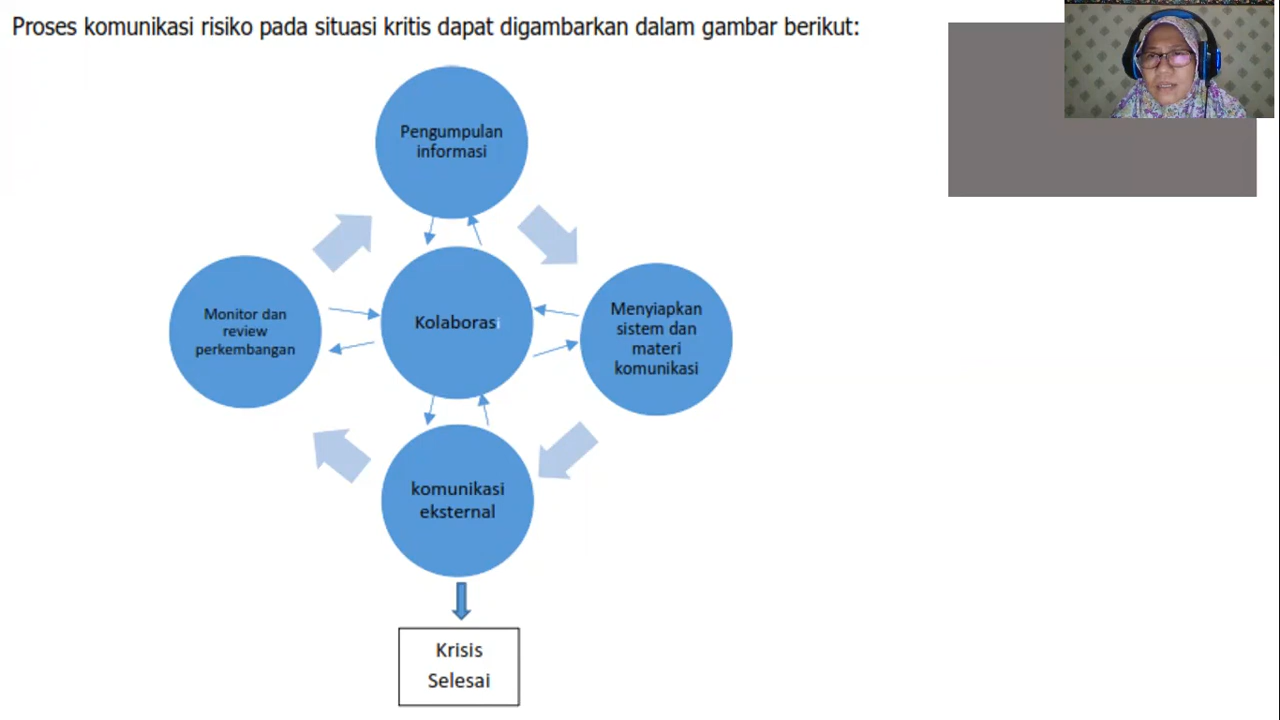 Proses komunikasi risiko pada situasi kritis dapat digambarkan dalam gambar berikut:
Pengumpulan
informasi
Monitor dan
review
perkembangan
Kolaborasi
Menyiapkan
sistem dan
materi
komunikasi
komunikasi
eksternal
Krisis
Selesai